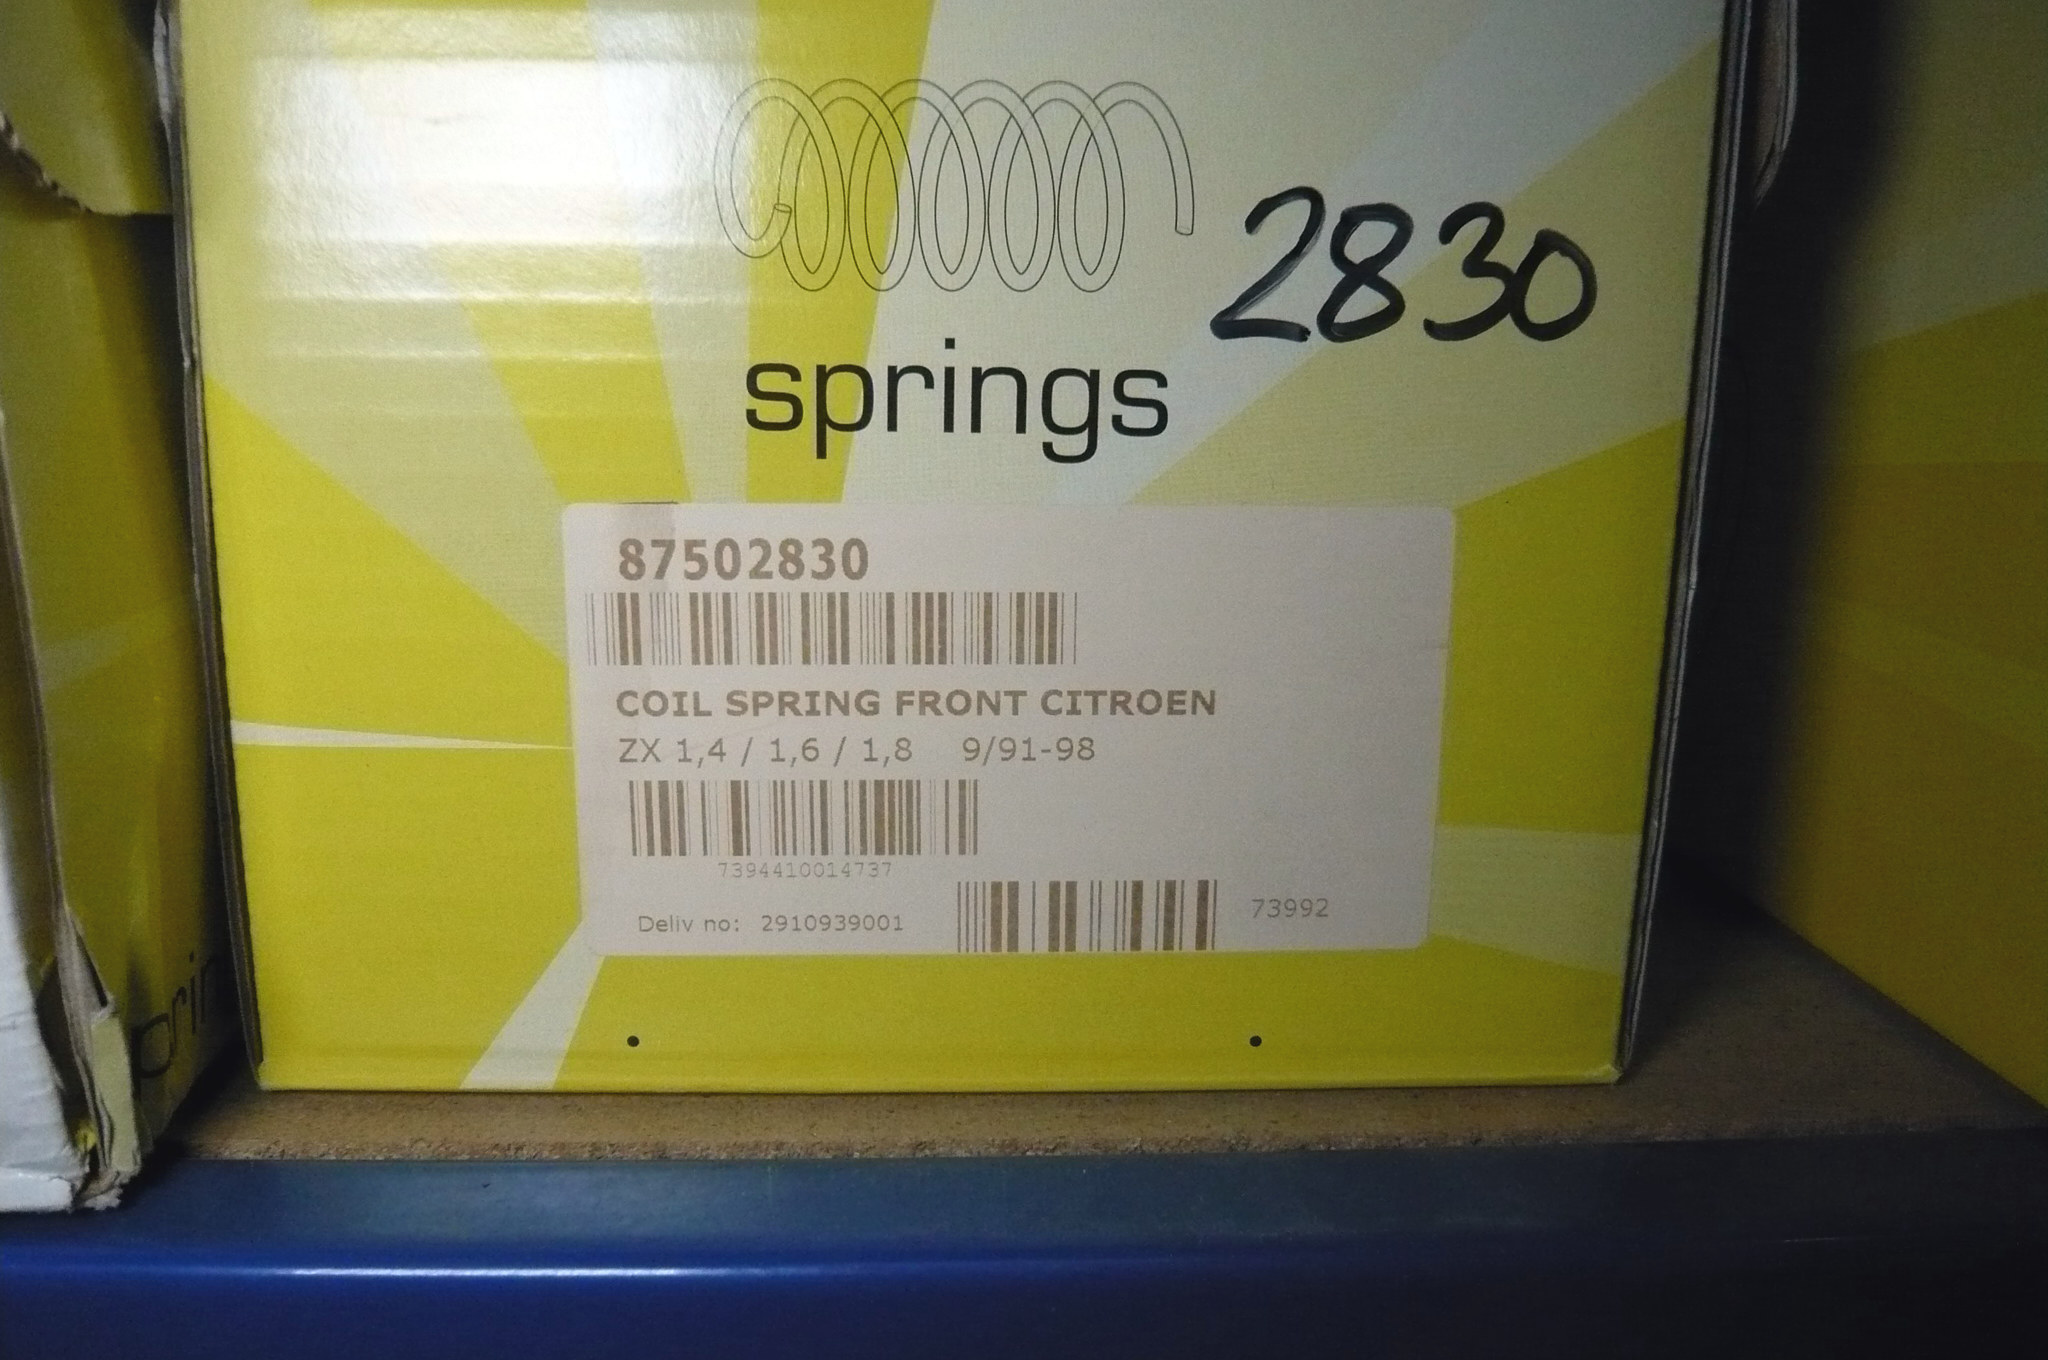 2830
springs
87502830
COIL SPRING FRONT CITROEN
ZX 1,4 / 1,6 / 1,8 9/91-98
7394410014737
Deliv no: 2910939001
73992
prin